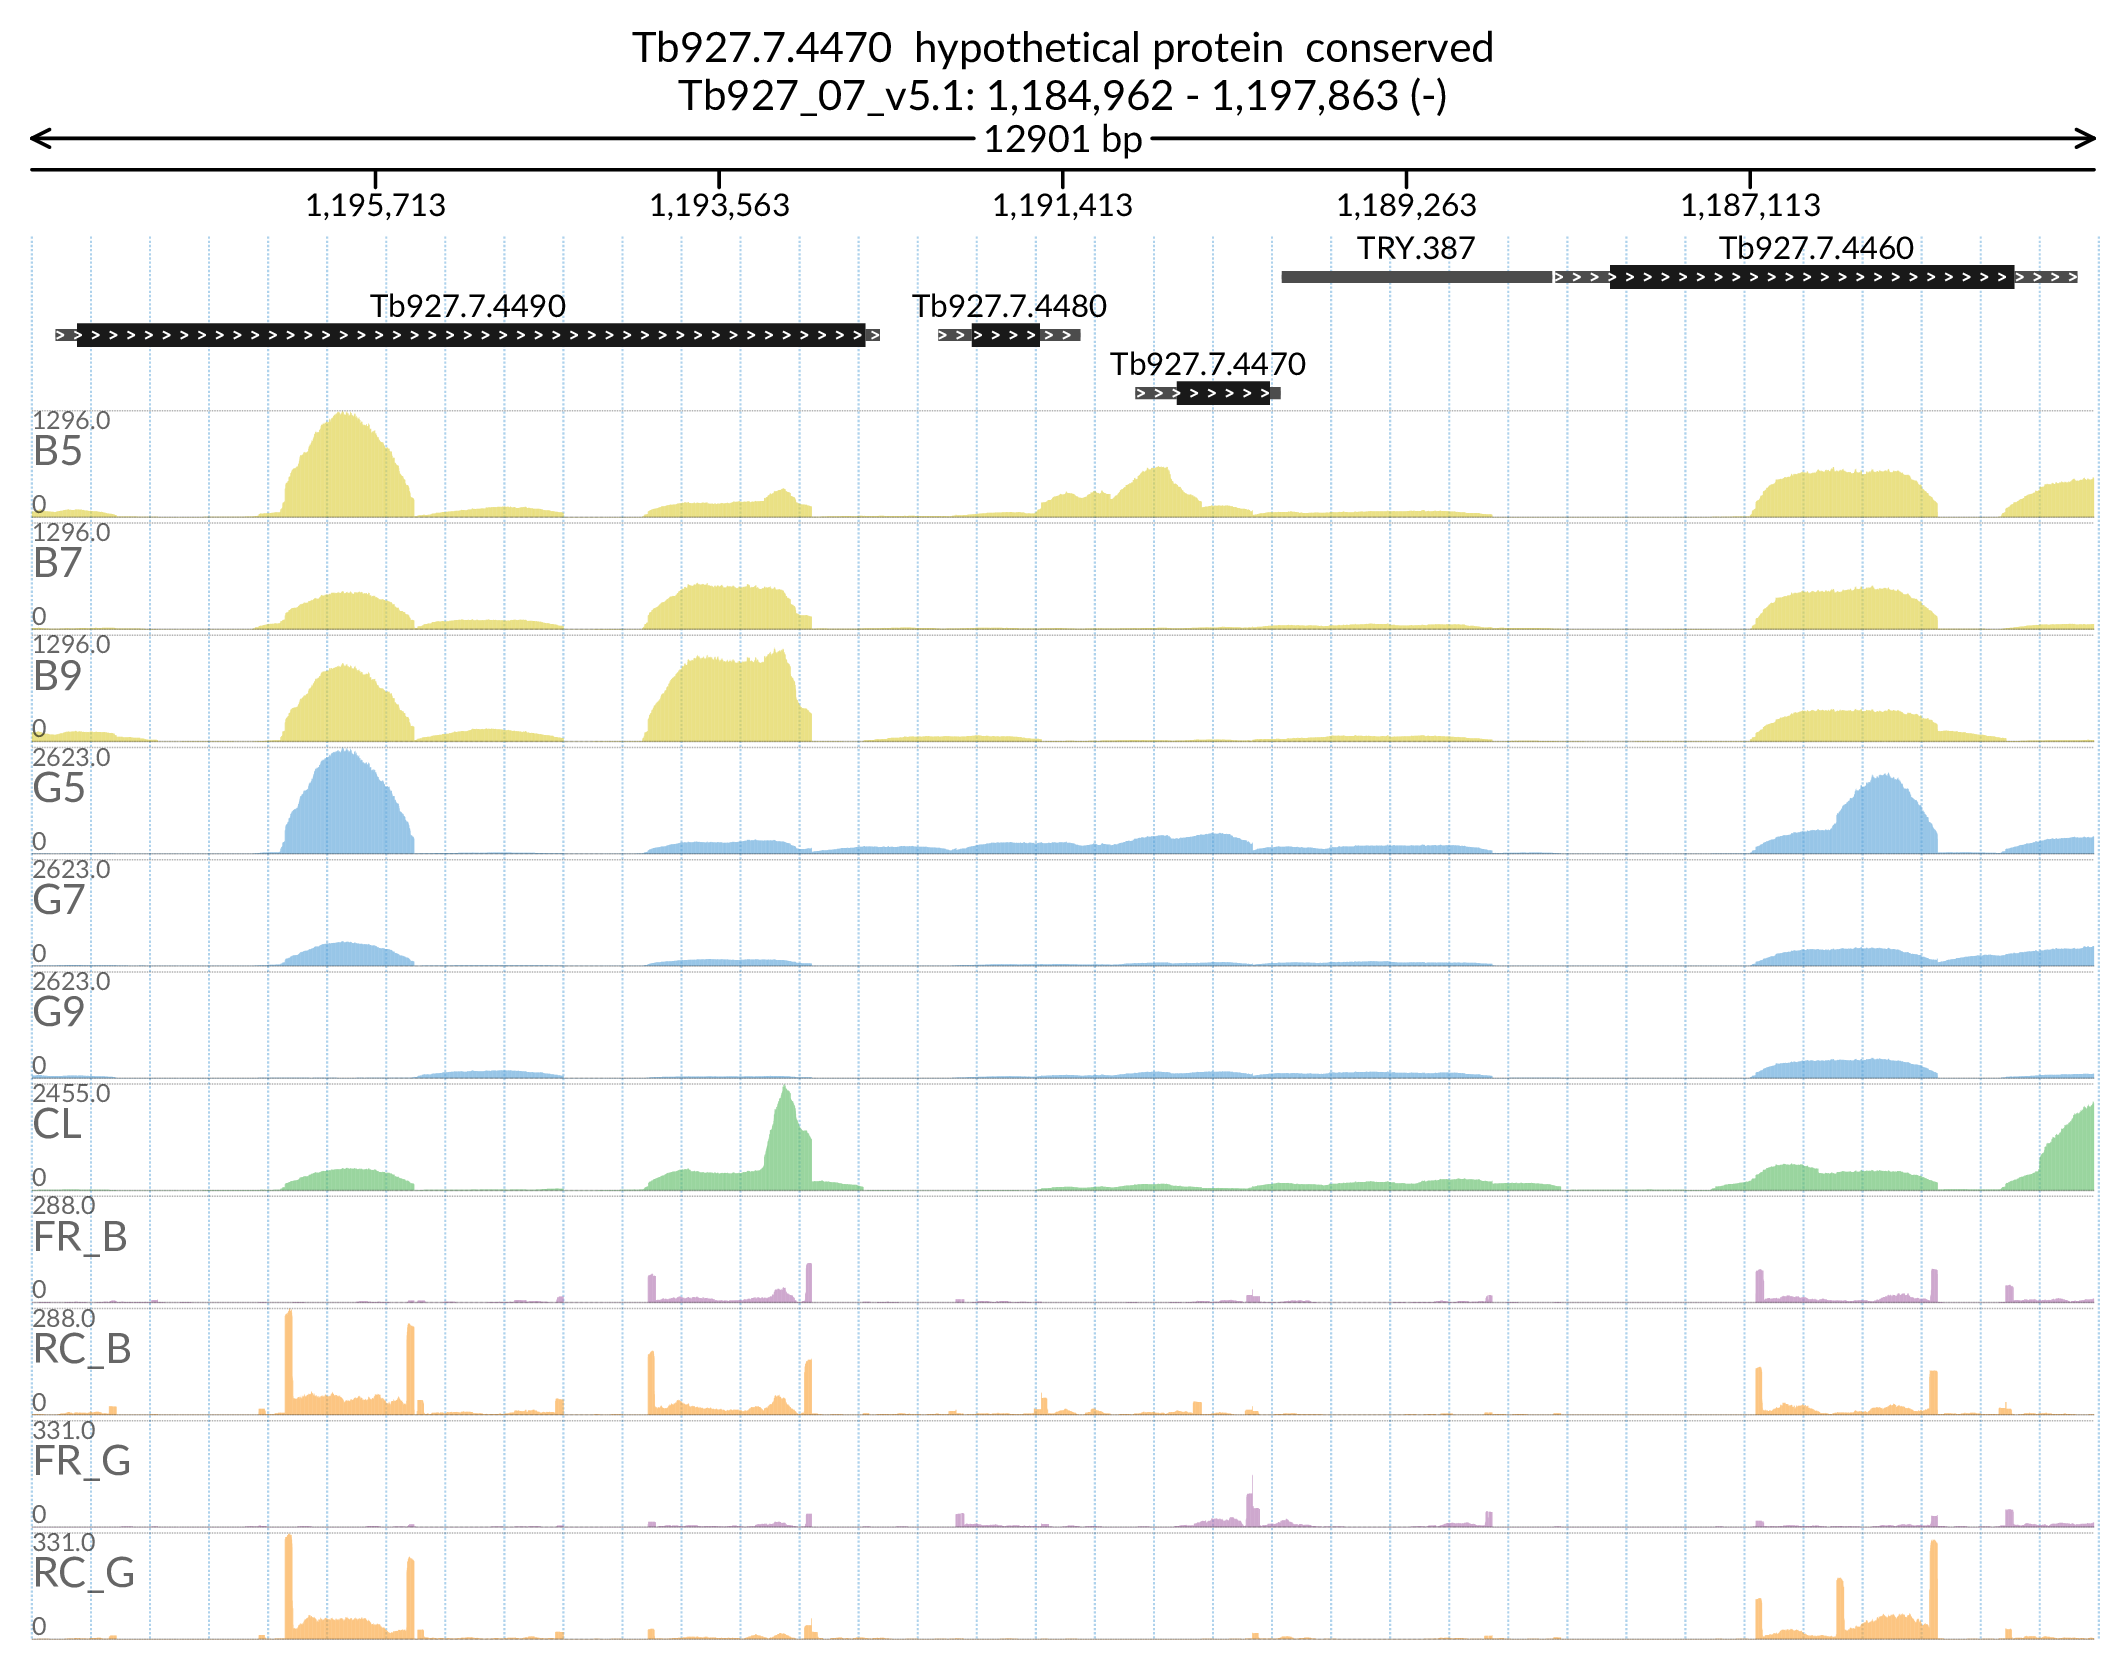 Tb927.7.4470  hypothetical protein  conserved
Tb927_07_v5.1: 1,184,962 - 1,197,863 (-)
12901 bp
1,195,713 1,193,563 1,191,413 1,189,263 1,187,113
TRY.387 Tb927.7.4460
Tb927.7.4490 Tb927.7.4480
Tb927.7.4470
1296.0
B5
0
1296.0
B7
0
1296.0
B9
0
2623.0
G5
0
2623.0
G7
0
2623.0
G9
0
2455.0
CL
0
288.0
FR_B
0
288.0
RC_B
0
331.0
FR_G
0
331.0
RC_G
0